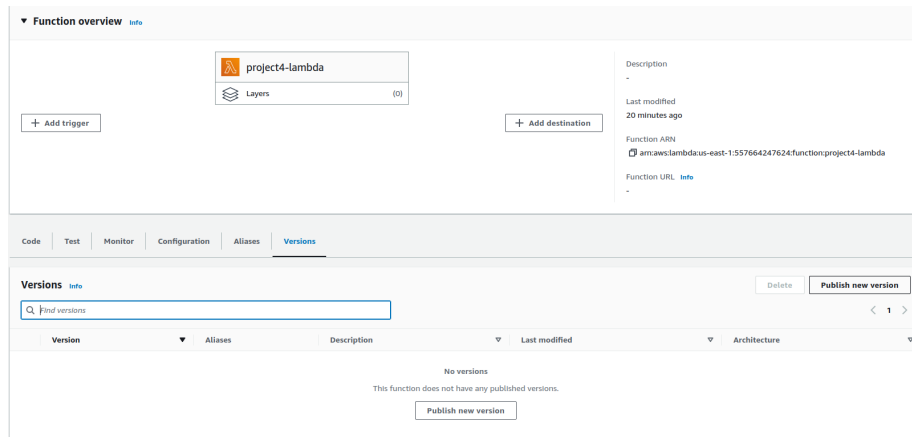 Function overview Info
project4-lambda
Layers (0)
+ Add trigger
+ Add destination
Description
-
Last modified
20 minutes ago
Function ARN
arn:aws:lambda:us-east-1:557664247624:function:project4-lambda
Function URL Info
-
Code Test Monitor Configuration Aliases Versions
Versions Info
Delete Publish new version
Find versions
< 1 >
Version Aliases Description Last modified Architecture
No versions
This function does not have any published versions.
Publish new version